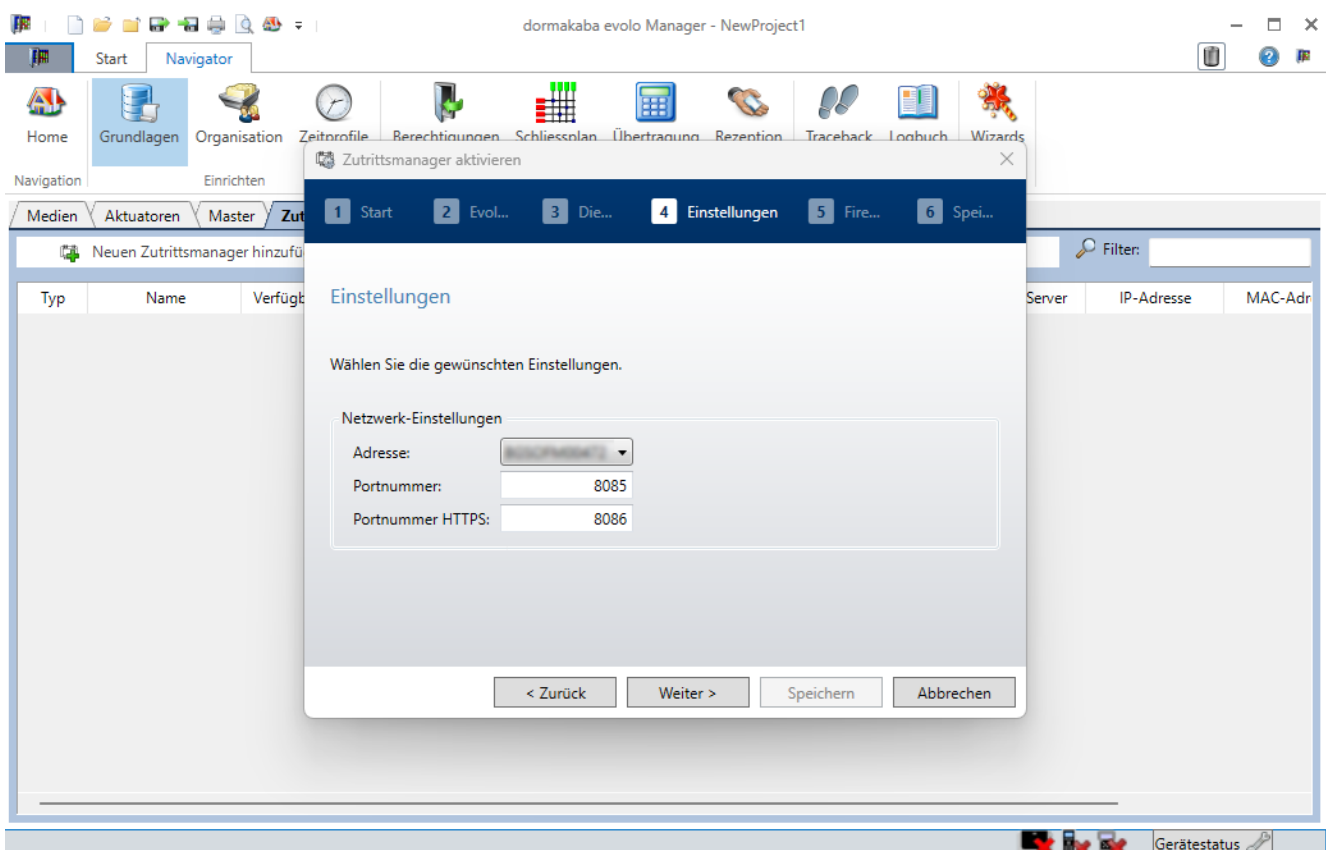 dormakaba evolo Manager - NewProject1
Start Navigator
Home Grundlagen Organisation Zeitprofile Berechtigungen Schliessplan Übertragung Rezeption Traceback Logbuch Wizards
Navigation Einrichten
Zutrittsmanager aktivieren
1 Start 2 Evol... 3 Die... 4 Einstellungen 5 Fire... 6 Spei...
Medien Aktuatoren Master Zut
Neuen Zutrittsmanager hinzufü
Filter:
Typ Name Verfügb Server IP-Adresse MAC-Adr
Einstellungen
Wählen Sie die gewünschten Einstellungen.
Netzwerk-Einstellungen
Adresse:
Portnummer: 8085
Portnummer HTTPS: 8086
< Zurück Weiter > Speichern Abbrechen
Gerätestatus